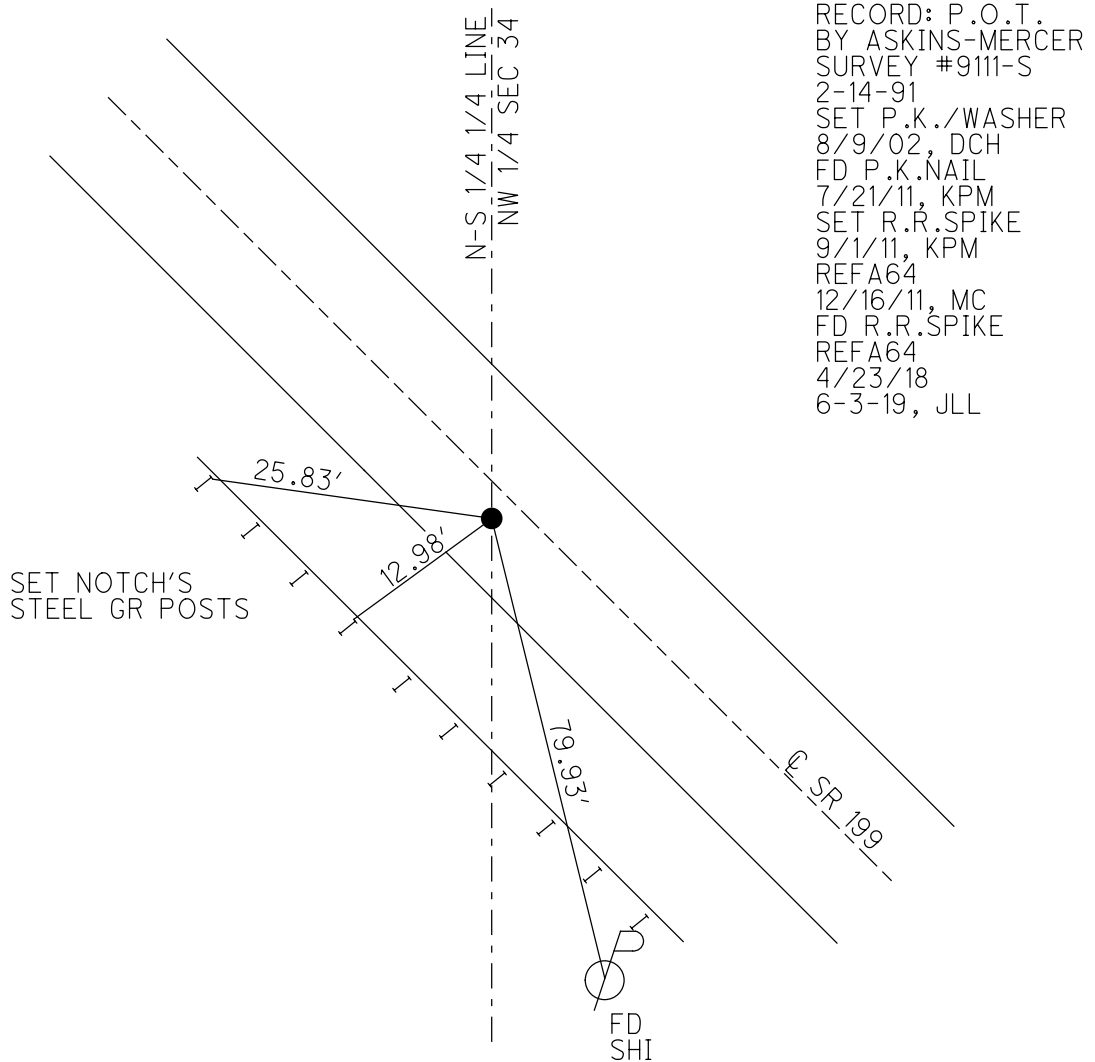 N-S 1/4 1/4 LINE
NW 1/4 SEC 34
RECORD: P.O.T.
BY ASKINS-MERCER
SURVEY #9111-S
2-14-91
SET P.K./WASHER
8/9/02, DCH
FD P.K.NAIL
7/21/11, KPM
SET R.R.SPIKE
9/1/11, KPM
REFA64
12/16/11, MC
FD R.R.SPIKE
REFA64
4/23/18
6-3-19, JLL
25.83'
12.98'
SET NOTCH'S
STEEL GR POSTS
79.93'
℄ SR 199
P
FD
SHI